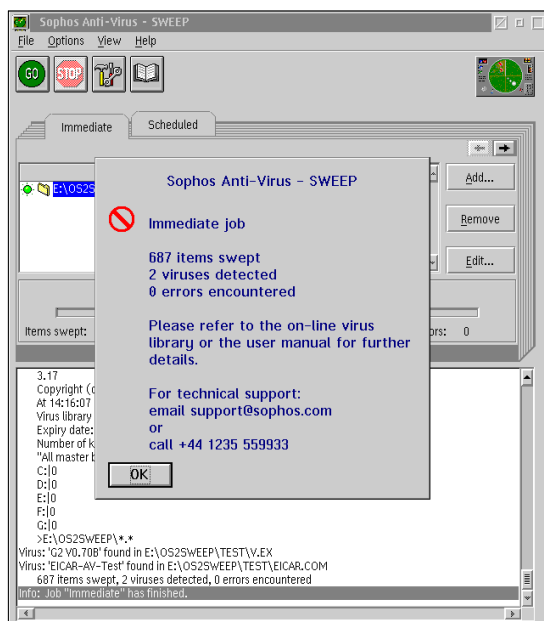 Sophos Anti-Virus - SWEEP
File Options View Help
GO STOP
Immediate Scheduled
E:\OS2S
Add...
Remove
Edit...
Sophos Anti-Virus - SWEEP
Immediate job
687 items swept
2 viruses detected
0 errors encountered
Please refer to the on-line virus
library or the user manual for further
details.
For technical support:
email support@sophos.com
or
call +44 1235 559933
OK
Items swept: ors: 0
3.17
Copyright (c
At 14:16:07
Virus library
Expiry date:
Number of k
"All master b
C:|0
D:|0
E:|0
F:|0
G:|0
>E:\OS2SWEEP\*.*
Virus: 'G2 V0.70B' found in E:\OS2SWEEP\TEST\V.EX
Virus: 'EICAR-AV-Test' found in E:\OS2SWEEP\TEST\EICAR.COM
687 items swept, 2 viruses detected, 0 errors encountered
Info: Job "Immediate" has finished.